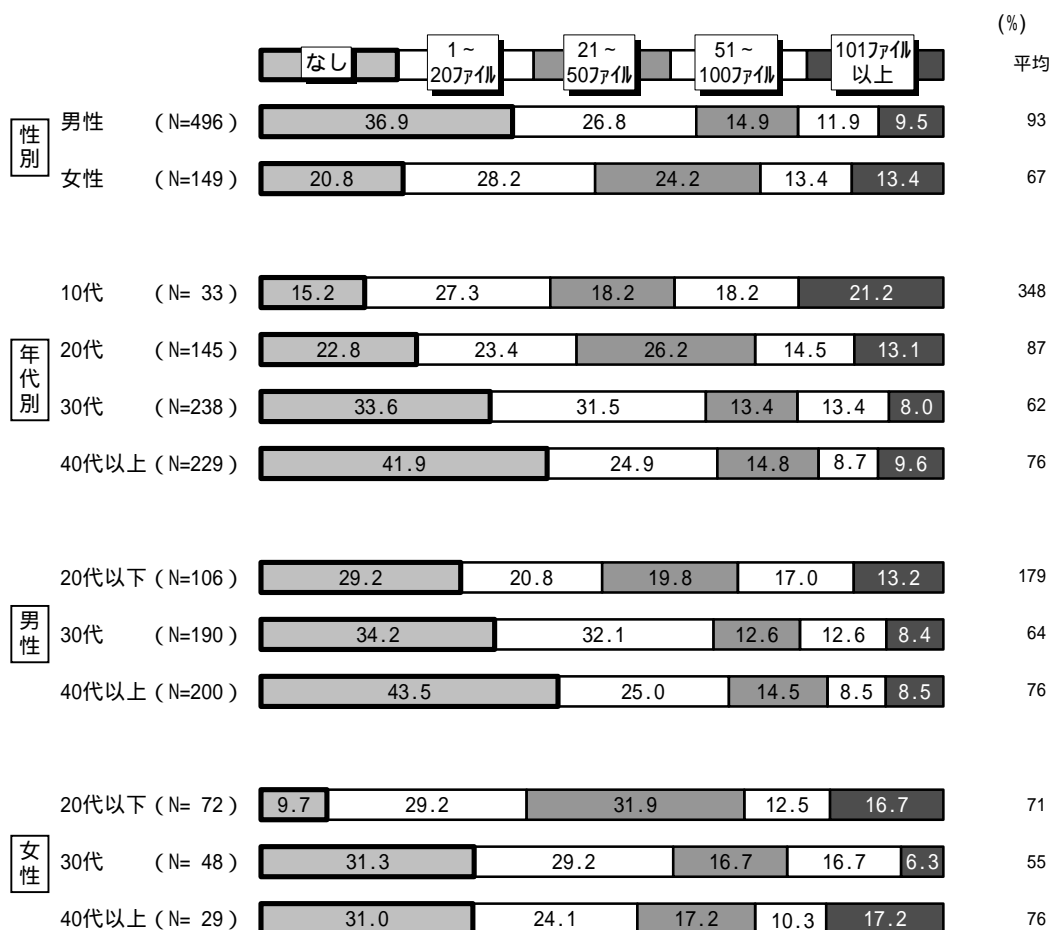 (%)
なし 1～20ファイル 21～50ファイル 51～100ファイル 101ファイル以上 平均
性別
男性 (N=496) 36.9 26.8 14.9 11.9 9.5 93
女性 (N=149) 20.8 28.2 24.2 13.4 13.4 67
年代別
10代 (N= 33) 15.2 27.3 18.2 18.2 21.2 348
20代 (N=145) 22.8 23.4 26.2 14.5 13.1 87
30代 (N=238) 33.6 31.5 13.4 13.4 8.0 62
40代以上 (N=229) 41.9 24.9 14.8 8.7 9.6 76
男性
20代以下 (N=106) 29.2 20.8 19.8 17.0 13.2 179
30代 (N=190) 34.2 32.1 12.6 12.6 8.4 64
40代以上 (N=200) 43.5 25.0 14.5 8.5 8.5 76
女性
20代以下 (N= 72) 9.7 29.2 31.9 12.5 16.7 71
30代 (N= 48) 31.3 29.2 16.7 16.7 6.3 55
40代以上 (N= 29) 31.0 24.1 17.2 10.3 17.2 76